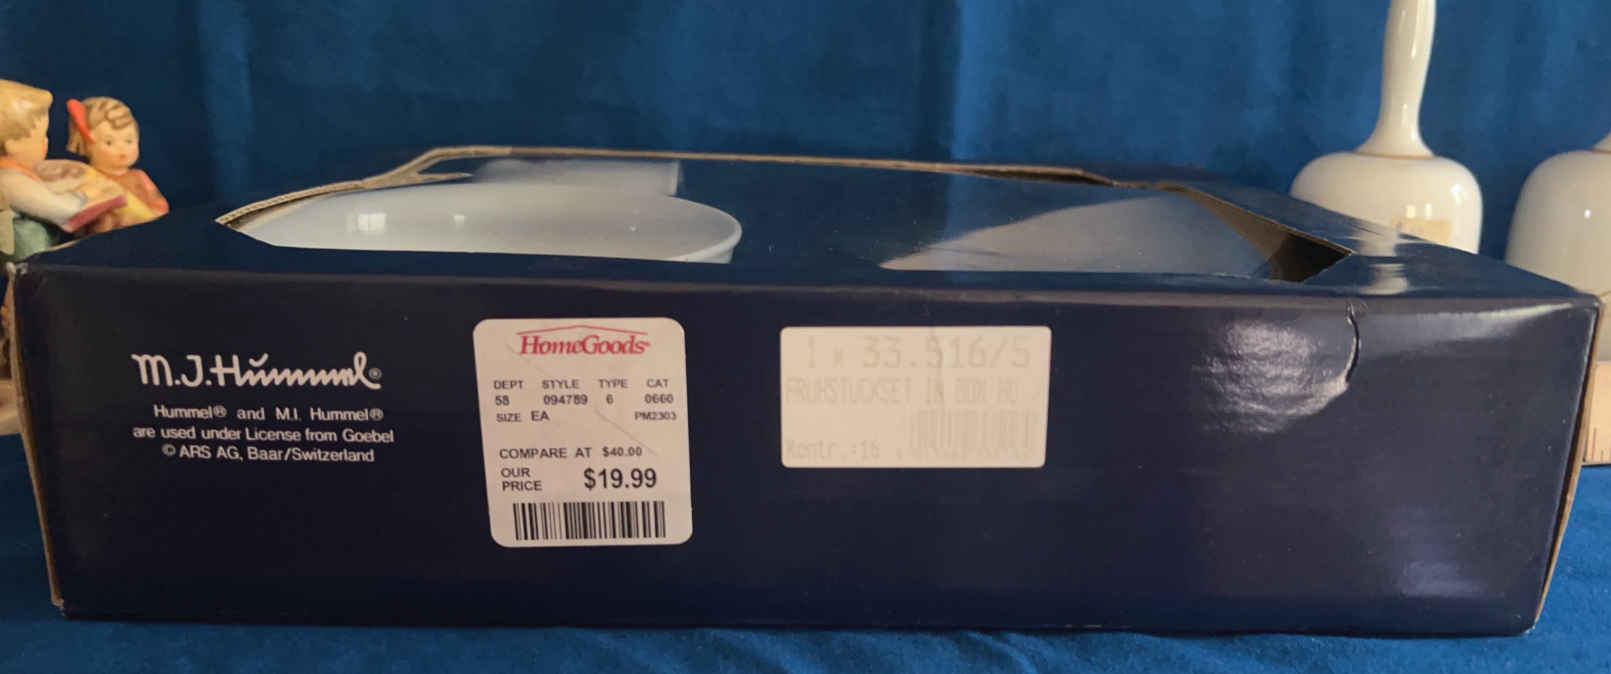 M.J.Hummel®
Hummel® and M.I. Hummel®
are used under License from Goebel
© ARS AG, Baar/Switzerland
HomeGoods®
DEPT STYLE TYPE CAT
58 094789 6 0660
SIZE EA PM2303
COMPARE AT $40.00
OUR PRICE $19.99
1 x 33.516/5
FRUHSTUCKSET IN BOX HU
Kontr.:16